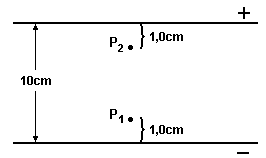 +
P2 } 1,0cm
10cm
P1 } 1,0cm
–